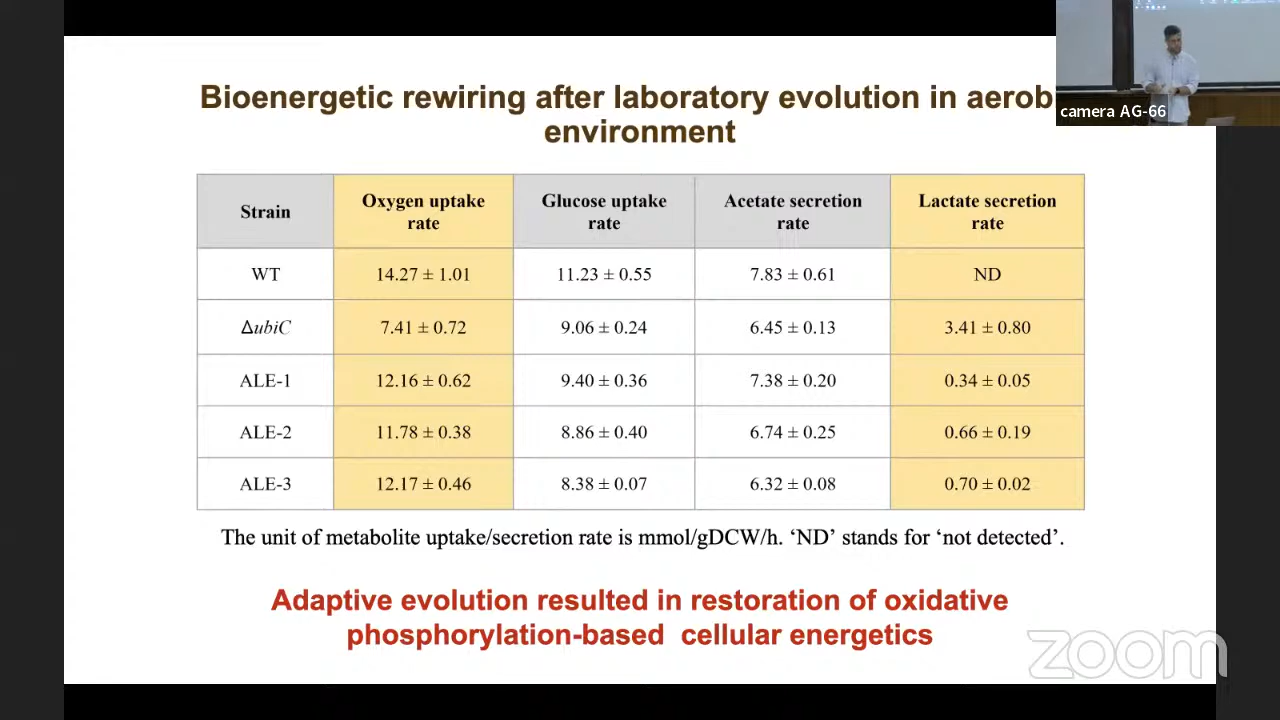 Bioenergetic rewiring after laboratory evolution in aerob
environment
camera AG-66
Strain
Oxygen uptake
rate
Glucose uptake
rate
Acetate secretion
rate
Lactate secretion
rate
WT
14.27 ± 1.01
11.23 ± 0.55
7.83 ± 0.61
ND
ΔubiC
7.41 ± 0.72
9.06 ± 0.24
6.45 ± 0.13
3.41 ± 0.80
ALE-1
12.16 ± 0.62
9.40 ± 0.36
7.38 ± 0.20
0.34 ± 0.05
ALE-2
11.78 ± 0.38
8.86 ± 0.40
6.74 ± 0.25
0.66 ± 0.19
ALE-3
12.17 ± 0.46
8.38 ± 0.07
6.32 ± 0.08
0.70 ± 0.02
The unit of metabolite uptake/secretion rate is mmol/gDCW/h. ‘ND’ stands for ‘not detected’.
Adaptive evolution resulted in restoration of oxidative
phosphorylation-based cellular energetics
zoom